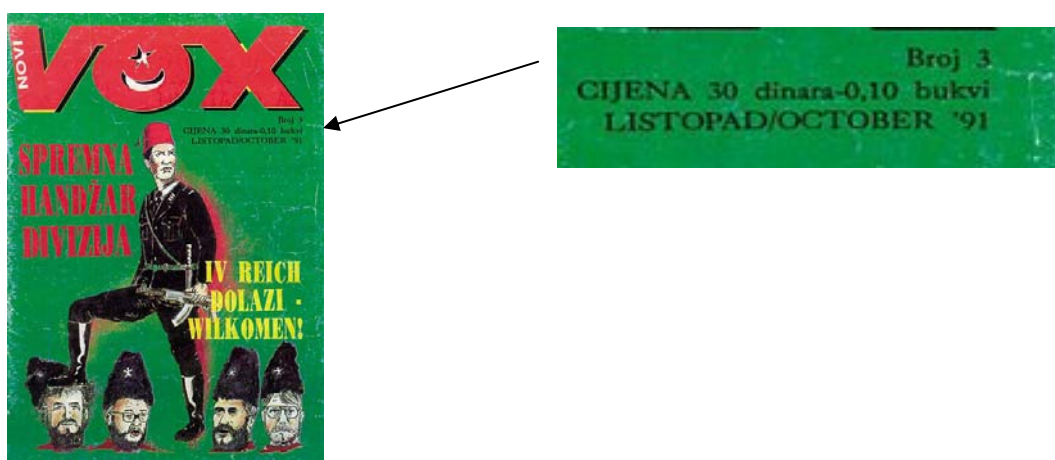 NOVI
VOX
Broj 3
CIJENA 30 dinara-0,10 bukvi
LISTOPAD/OCTOBER '91
SPREMNA
HANDŽAR
DIVIZIJA
IV REICH
DOLAZI -
WILKOMEN!
Broj 3
CIJENA 30 dinara-0,10 bukvi
LISTOPAD/OCTOBER '91